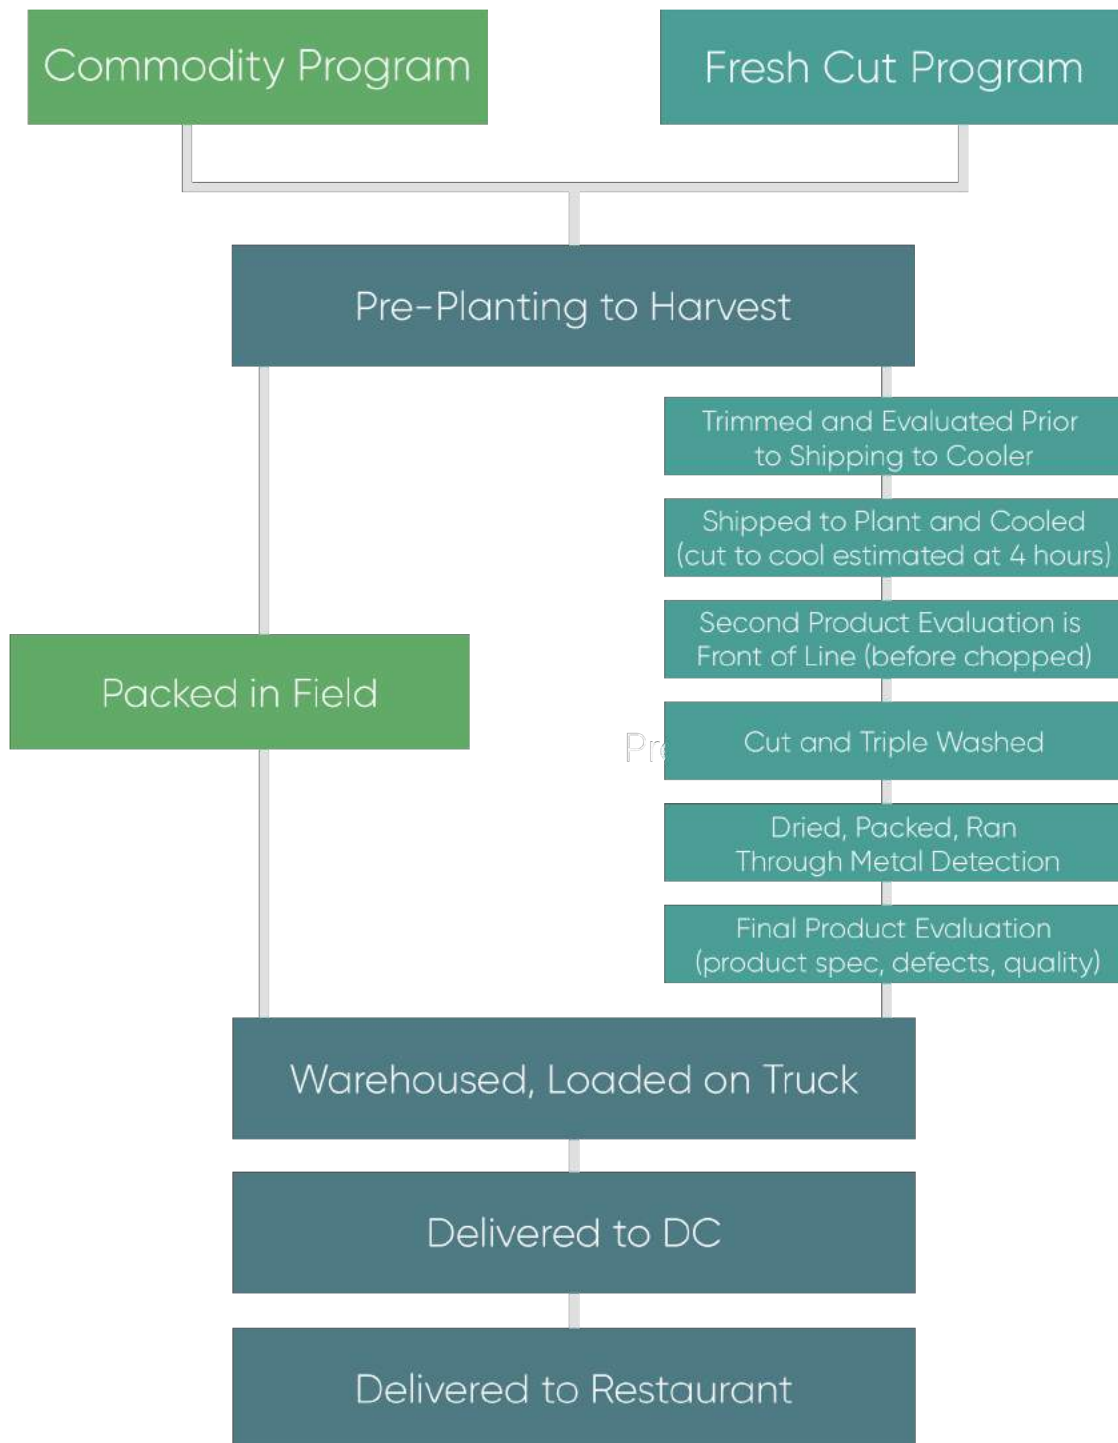 Commodity Program
Fresh Cut Program
Pre-Planting to Harvest
Trimmed and Evaluated Prior
to Shipping to Cooler
Shipped to Plant and Cooled
(cut to cool estimated at 4 hours)
Second Product Evaluation is
Front of Line (before chopped)
Packed in Field
Cut and Triple Washed
Dried, Packed, Ran
Through Metal Detection
Final Product Evaluation
(product spec, defects, quality)
Warehoused, Loaded on Truck
Delivered to DC
Delivered to Restaurant